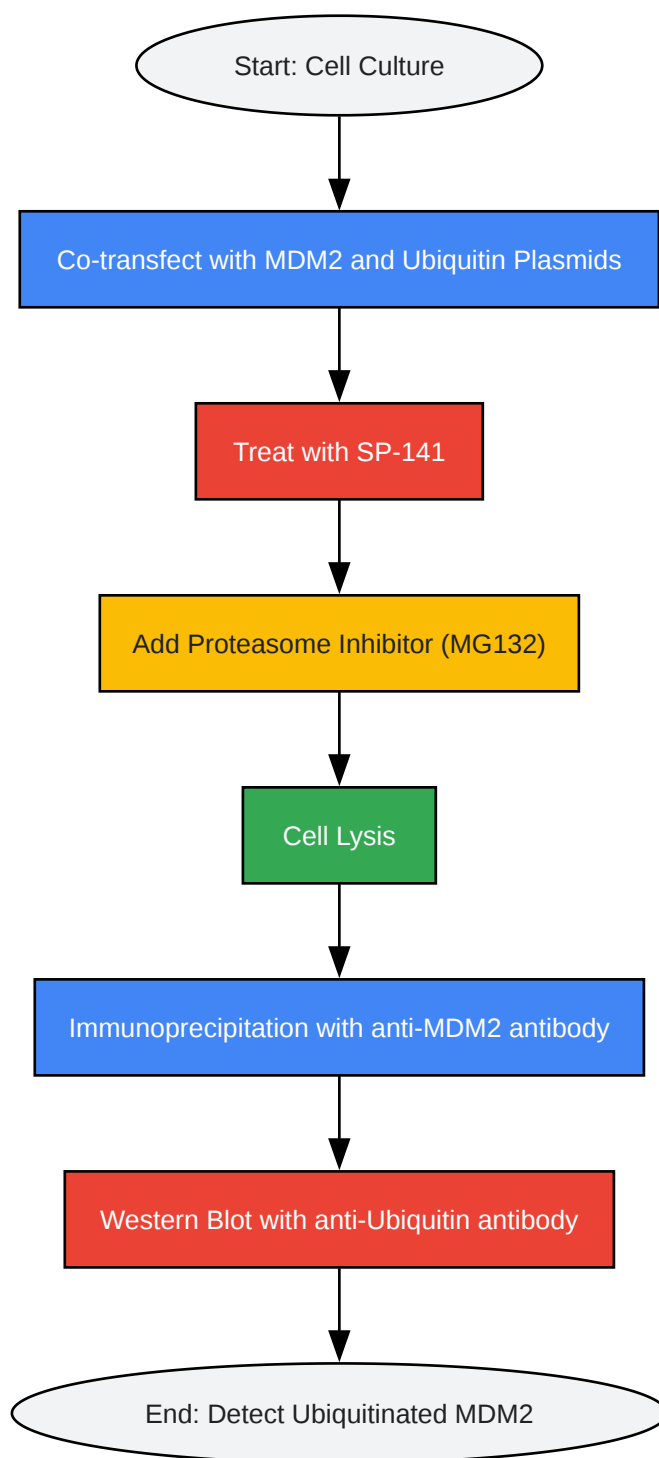 Start: Cell Culture
Co-transfect with MDM2 and Ubiquitin Plasmids
Treat with SP-141
Add Proteasome Inhibitor (MG132)
Cell Lysis
Immunoprecipitation with anti-MDM2 antibody
Western Blot with anti-Ubiquitin antibody
End: Detect Ubiquitinated MDM2